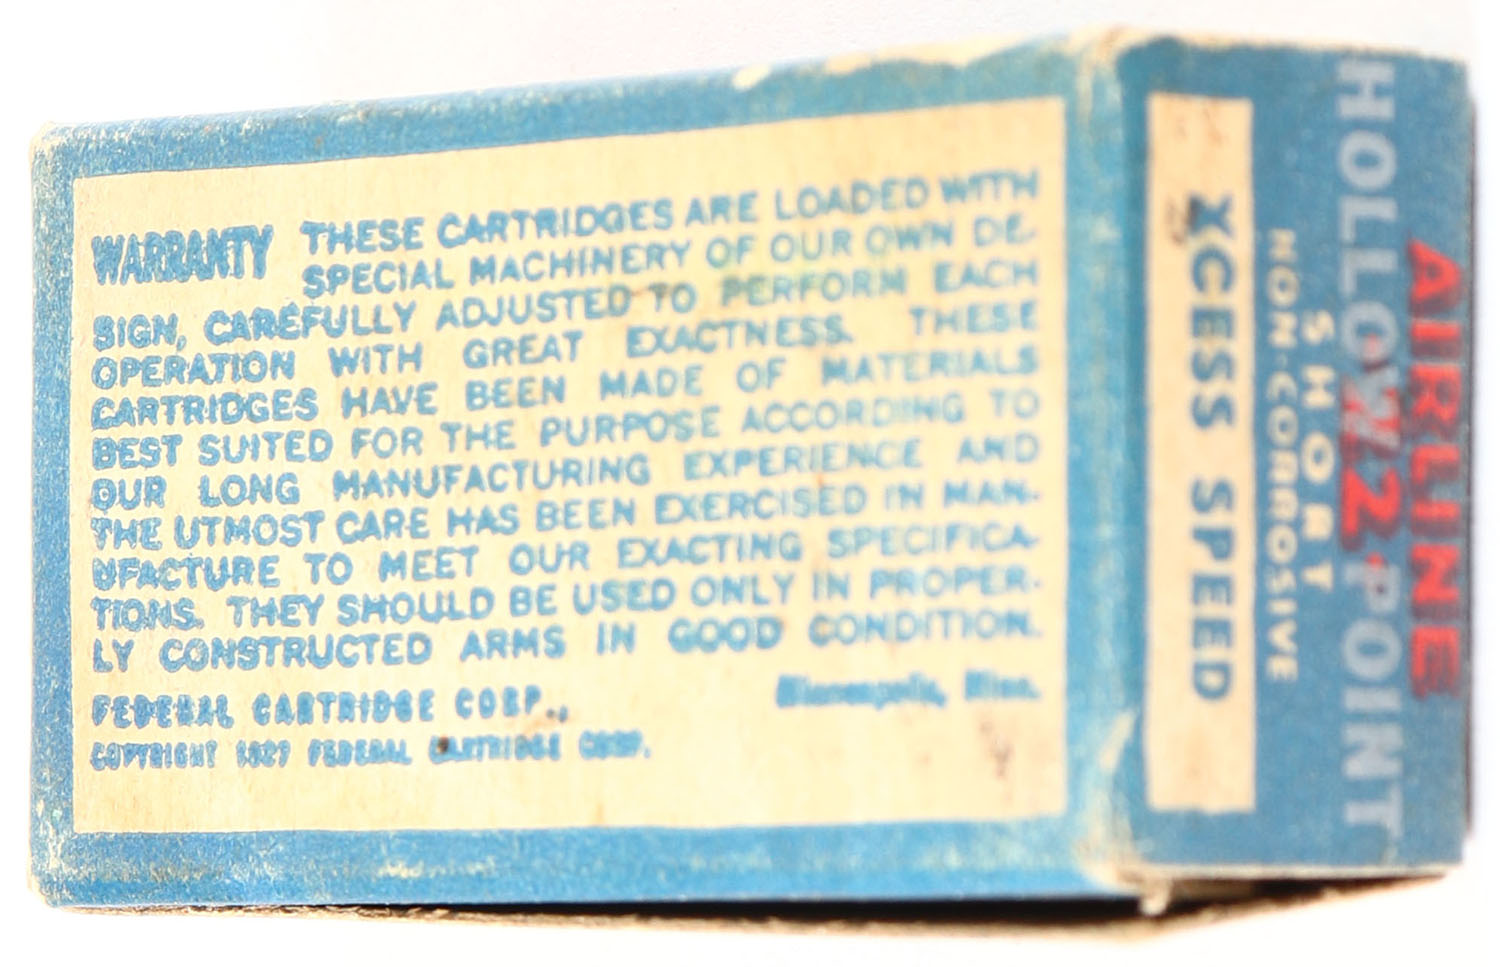 WARRANTY THESE CARTRIDGES ARE LOADED WITH
SPECIAL MACHINERY OF OUR OWN DE-
SIGN, CAREFULLY ADJUSTED TO PERFORM EACH
OPERATION WITH GREAT EXACTNESS. THESE
CARTRIDGES HAVE BEEN MADE OF MATERIALS
BEST SUITED FOR THE PURPOSE ACCORDING TO
OUR LONG MANUFACTURING EXPERIENCE AND
THE UTMOST CARE HAS BEEN EXERCISED IN MAN-
UFACTURE TO MEET OUR EXACTING SPECIFICA-
TIONS. THEY SHOULD BE USED ONLY IN PROPER-
LY CONSTRUCTED ARMS IN GOOD CONDITION.
FEDERAL CARTRIDGE CORP., Minneapolis, Minn.
COPYRIGHT 1927 FEDERAL CARTRIDGE CORP.
AIRLINE
.22
HOLLOW POINT
SHORT
NON-CORROSIVE
XCESS SPEED